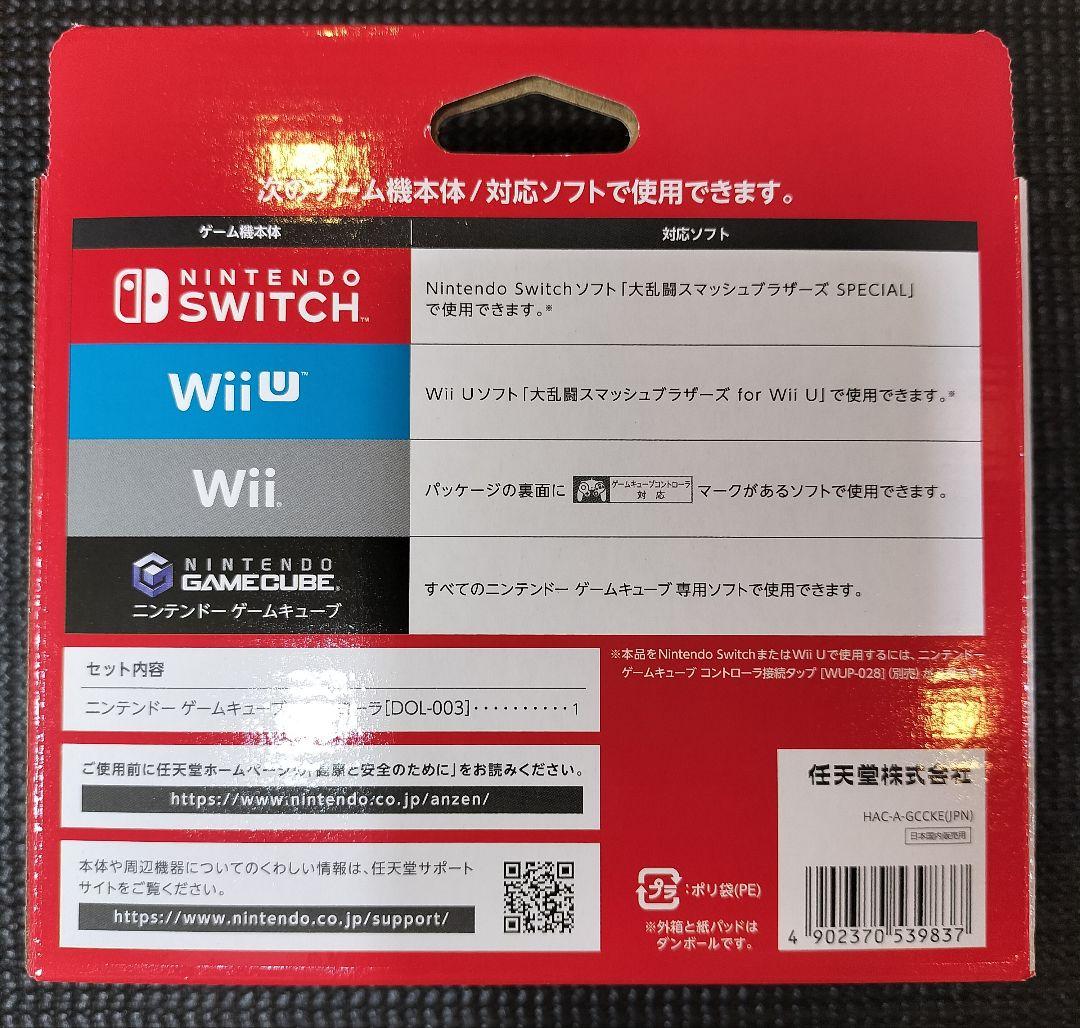 次のゲーム機本体/対応ソフトで使用できます。
ゲーム機本体
対応ソフト
NINTENDO
SWITCH™
Nintendo Switchソフト「大乱闘スマッシュブラザーズ SPECIAL」
で使用できます。※
Wii U™
Wii Uソフト「大乱闘スマッシュブラザーズ for Wii U」で使用できます。※
Wii®
パッケージの裏面に ゲームキューブコントローラ 対応 マークがあるソフトで使用できます。
NINTENDO
GAMECUBE®
ニンテンドー ゲームキューブ
すべてのニンテンドー ゲームキューブ専用ソフトで使用できます。
※本品をNintendo SwitchまたはWii Uで使用するには、ニンテンドー
ゲームキューブ コントローラ接続タップ [WUP-028] (別売)
セット内容
ニンテンドー ゲームキューブ ーラ[DOL-003]··········1
ご使用前に任天堂ホームページの「健康と安全のために」をお読みください。
https://www.nintendo.co.jp/anzen/
本体や周辺機器についてのくわしい情報は、任天堂サポート
サイトをご覧ください。
https://www.nintendo.co.jp/support/
任天堂株式会社
HAC-A-GCCKE(JPN)
日本国内販売用
プラ:ポリ袋(PE)
※外箱と紙パッドは
ダンボールです。
4 902370 539837